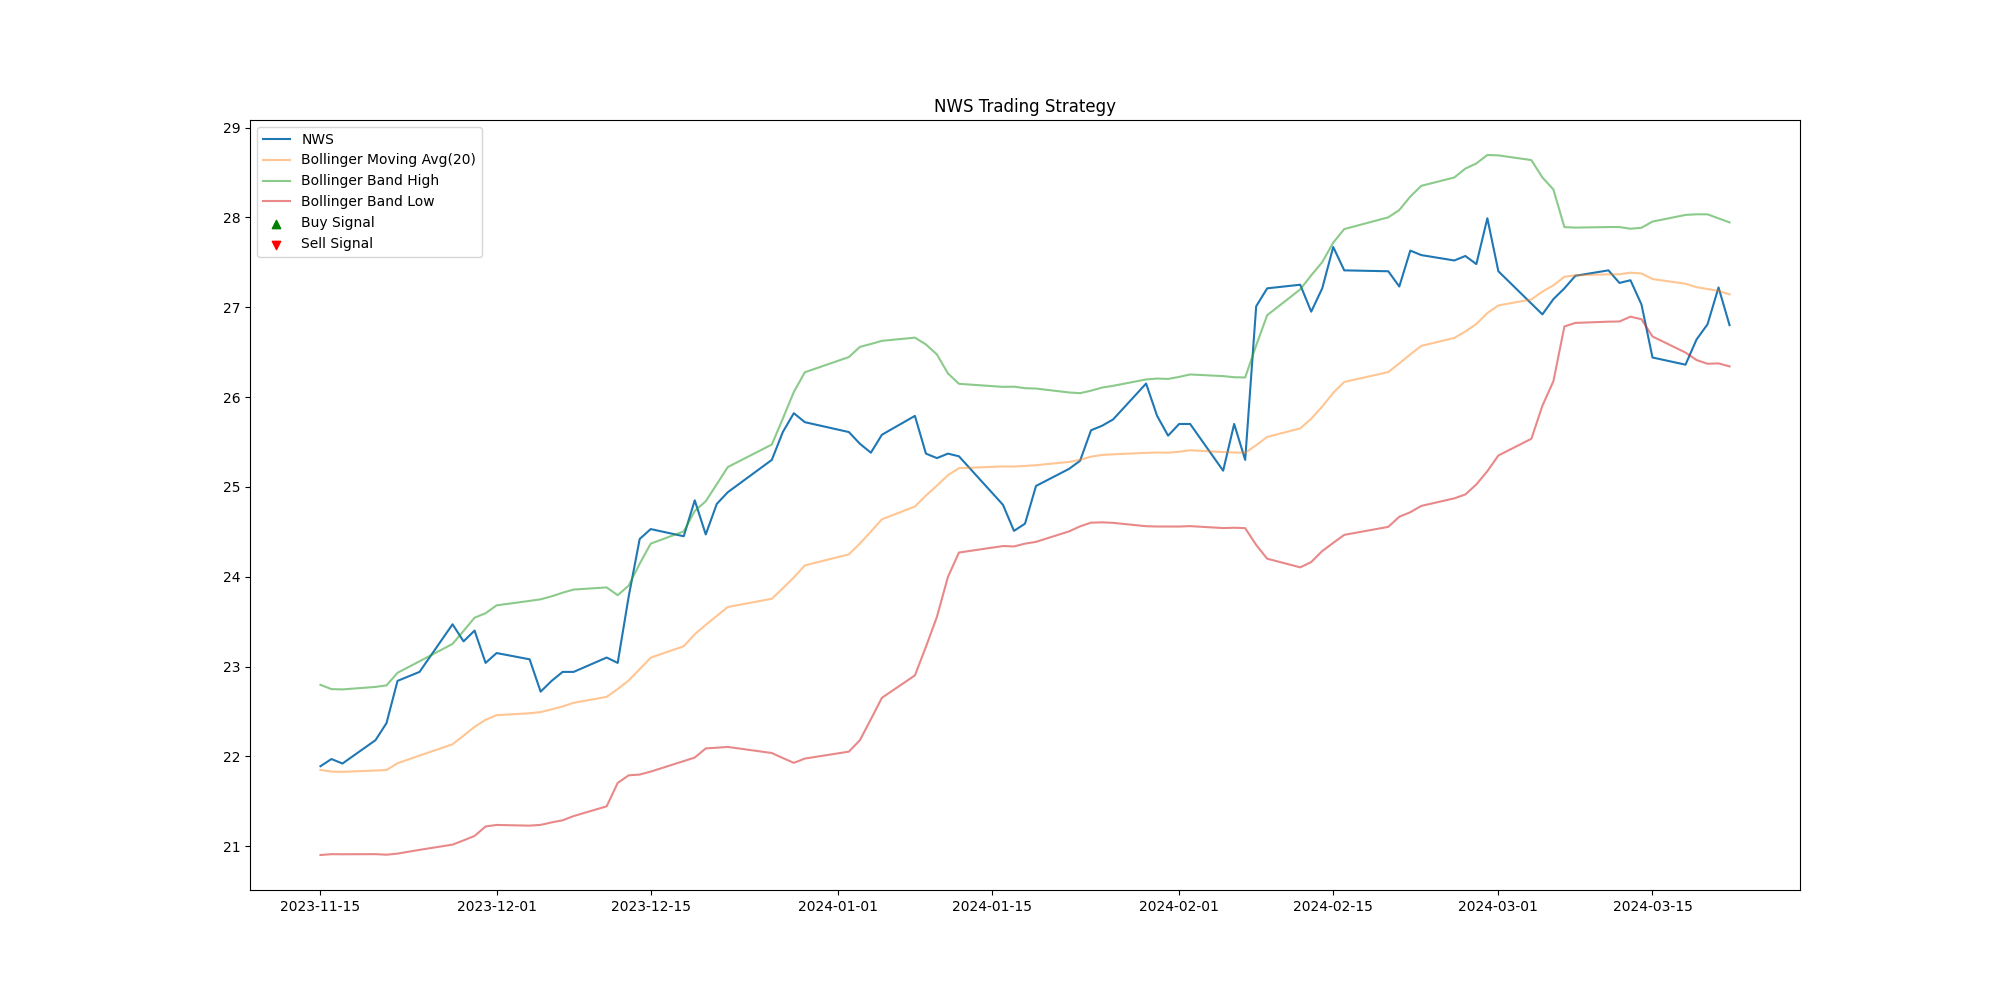 NWS Trading Strategy
NWS
Bollinger Moving Avg(20)
Bollinger Band High
Bollinger Band Low
Buy Signal
Sell Signal
29
28
27
26
25
24
23
22
21
2023-11-15 2023-12-01 2023-12-15 2024-01-01 2024-01-15 2024-02-01 2024-02-15 2024-03-01 2024-03-15